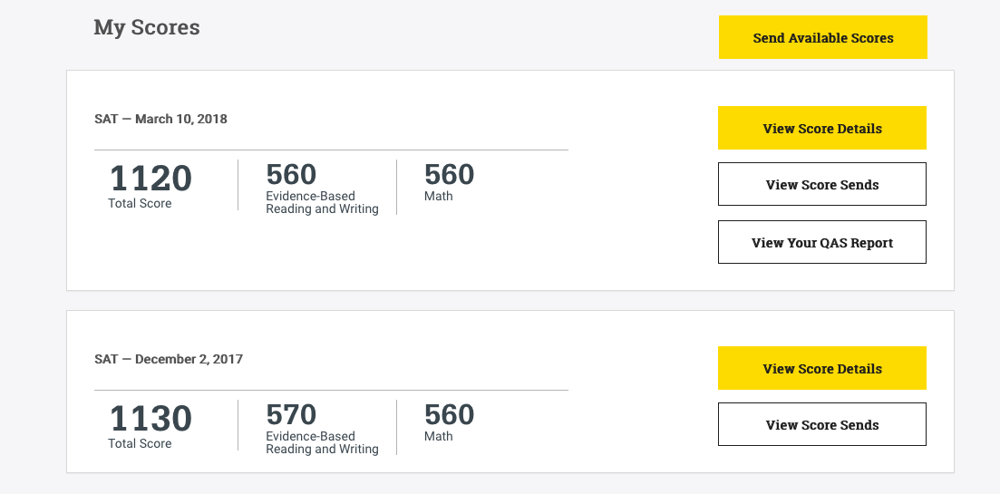 My Scores
Send Available Scores
SAT — March 10, 2018
View Score Details
1120
Total Score
560
Evidence-Based
Reading and Writing
560
Math
View Score Sends
View Your QAS Report
SAT — December 2, 2017
View Score Details
1130
Total Score
570
Evidence-Based
Reading and Writing
560
Math
View Score Sends